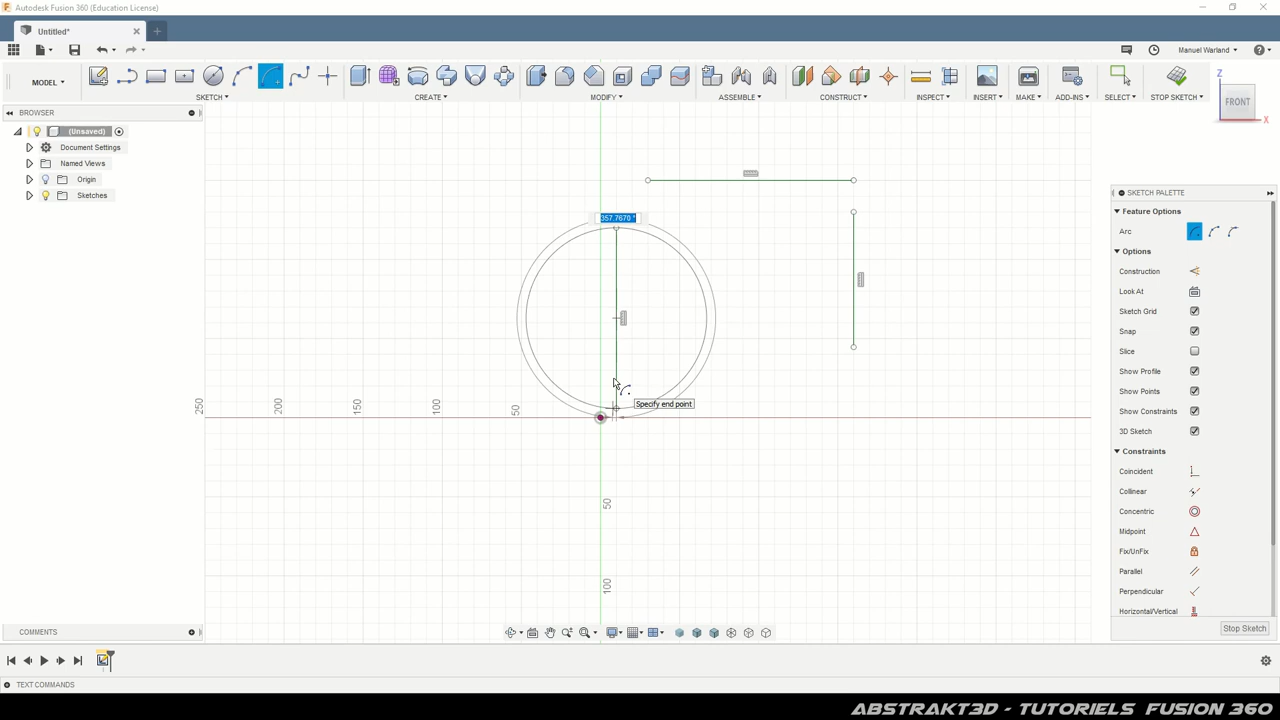 Autodesk Fusion 360 (Education License)
Untitled*
Manuel Warland
MODEL
SKETCH
CREATE
MODIFY
ASSEMBLE
CONSTRUCT
INSPECT
INSERT
MAKE
ADD-INS
SELECT
STOP SKETCH
Z
FRONT
X
BROWSER
(Unsaved)
Document Settings
Named Views
Origin
Sketches
357.7670 °
Specify end point
250
200
150
100
50
50
100
SKETCH PALETTE
Feature Options
Arc
Options
Construction
Look At
Sketch Grid
Snap
Slice
Show Profile
Show Points
Show Constraints
3D Sketch
Constraints
Coincident
Collinear
Concentric
Midpoint
Fix/UnFix
Parallel
Perpendicular
Horizontal/Vertical
Stop Sketch
COMMENTS
TEXT COMMANDS
ABSTRAKT3D - TUTORIELS FUSION 360